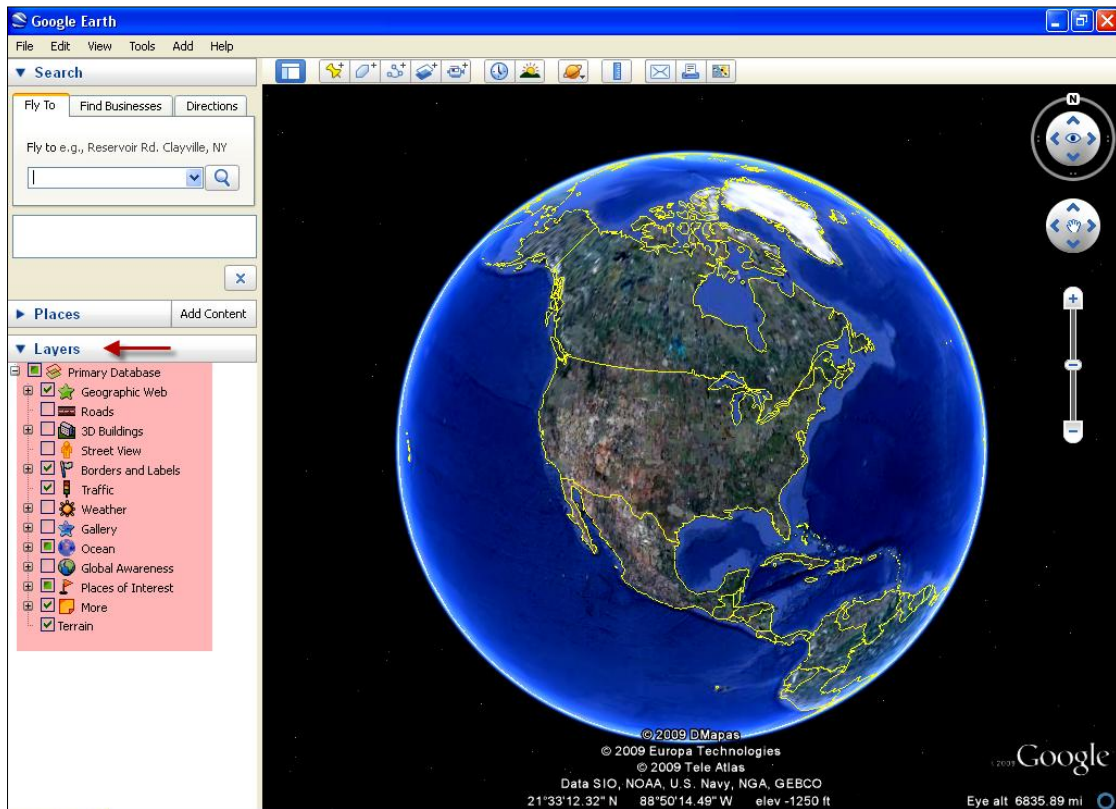 Google Earth
File Edit View Tools Add Help
Search
Fly To Find Businesses Directions
Fly to e.g., Reservoir Rd. Clayville, NY
Places Add Content
Layers
Primary Database
Geographic Web
Roads
3D Buildings
Street View
Borders and Labels
Traffic
Weather
Gallery
Ocean
Global Awareness
Places of Interest
More
Terrain
N
© 2009 DMapas
© 2009 Europa Technologies
© 2009 Tele Atlas
Data SIO, NOAA, U.S. Navy, NGA, GEBCO
©2009 Google
21°33'12.32" N 88°50'14.49" W elev -1250 ft
Eye alt 6835.89 mi